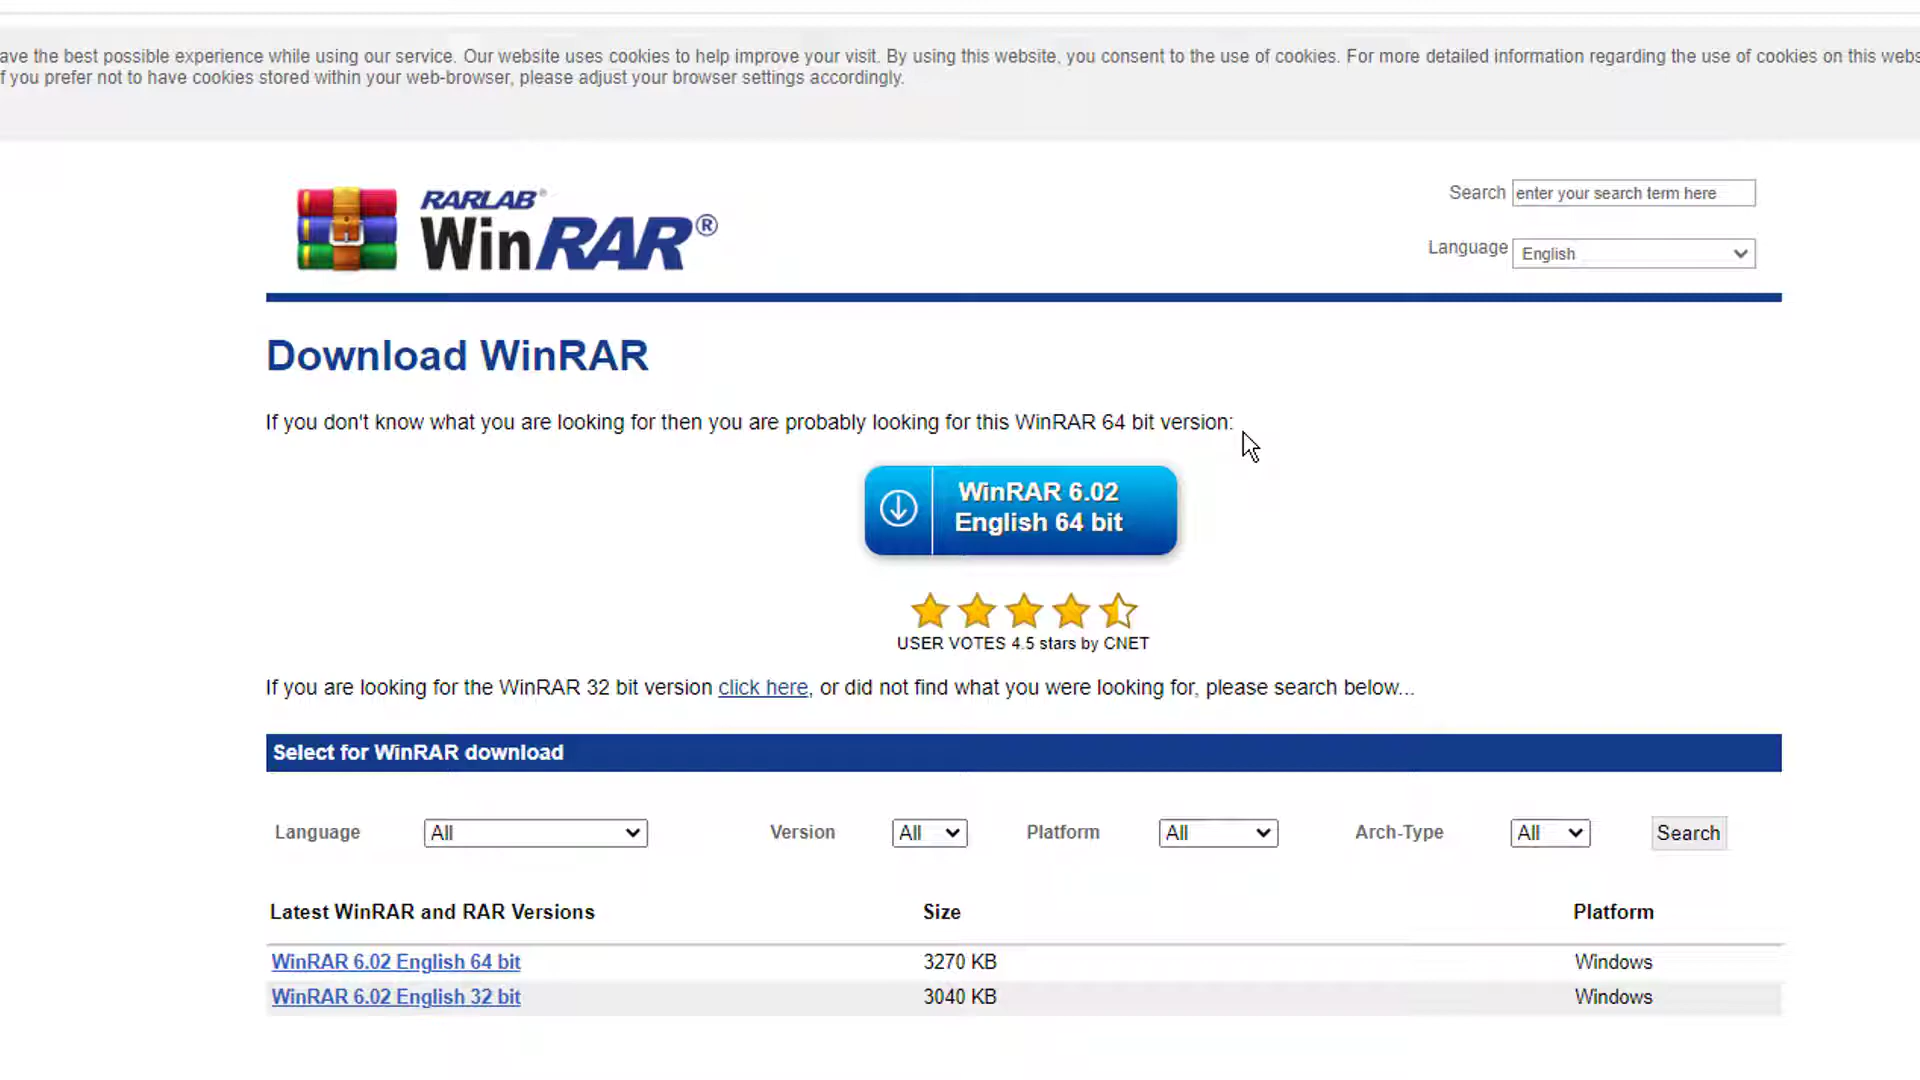 ave the best possible experience while using our service. Our website uses cookies to help improve your visit. By using this website, you consent to the use of cookies. For more detailed information regarding the use of cookies on this webs
f you prefer not to have cookies stored within your web-browser, please adjust your browser settings accordingly.
RARLAB®
WinRAR®
Search enter your search term here
Language English
Download WinRAR
If you don't know what you are looking for then you are probably looking for this WinRAR 64 bit version:
WinRAR 6.02
English 64 bit
USER VOTES 4.5 stars by CNET
If you are looking for the WinRAR 32 bit version click here, or did not find what you were looking for, please search below...
Select for WinRAR download
Language All Version All Platform All Arch-Type All Search
Latest WinRAR and RAR Versions Size Platform
WinRAR 6.02 English 64 bit 3270 KB Windows
WinRAR 6.02 English 32 bit 3040 KB Windows